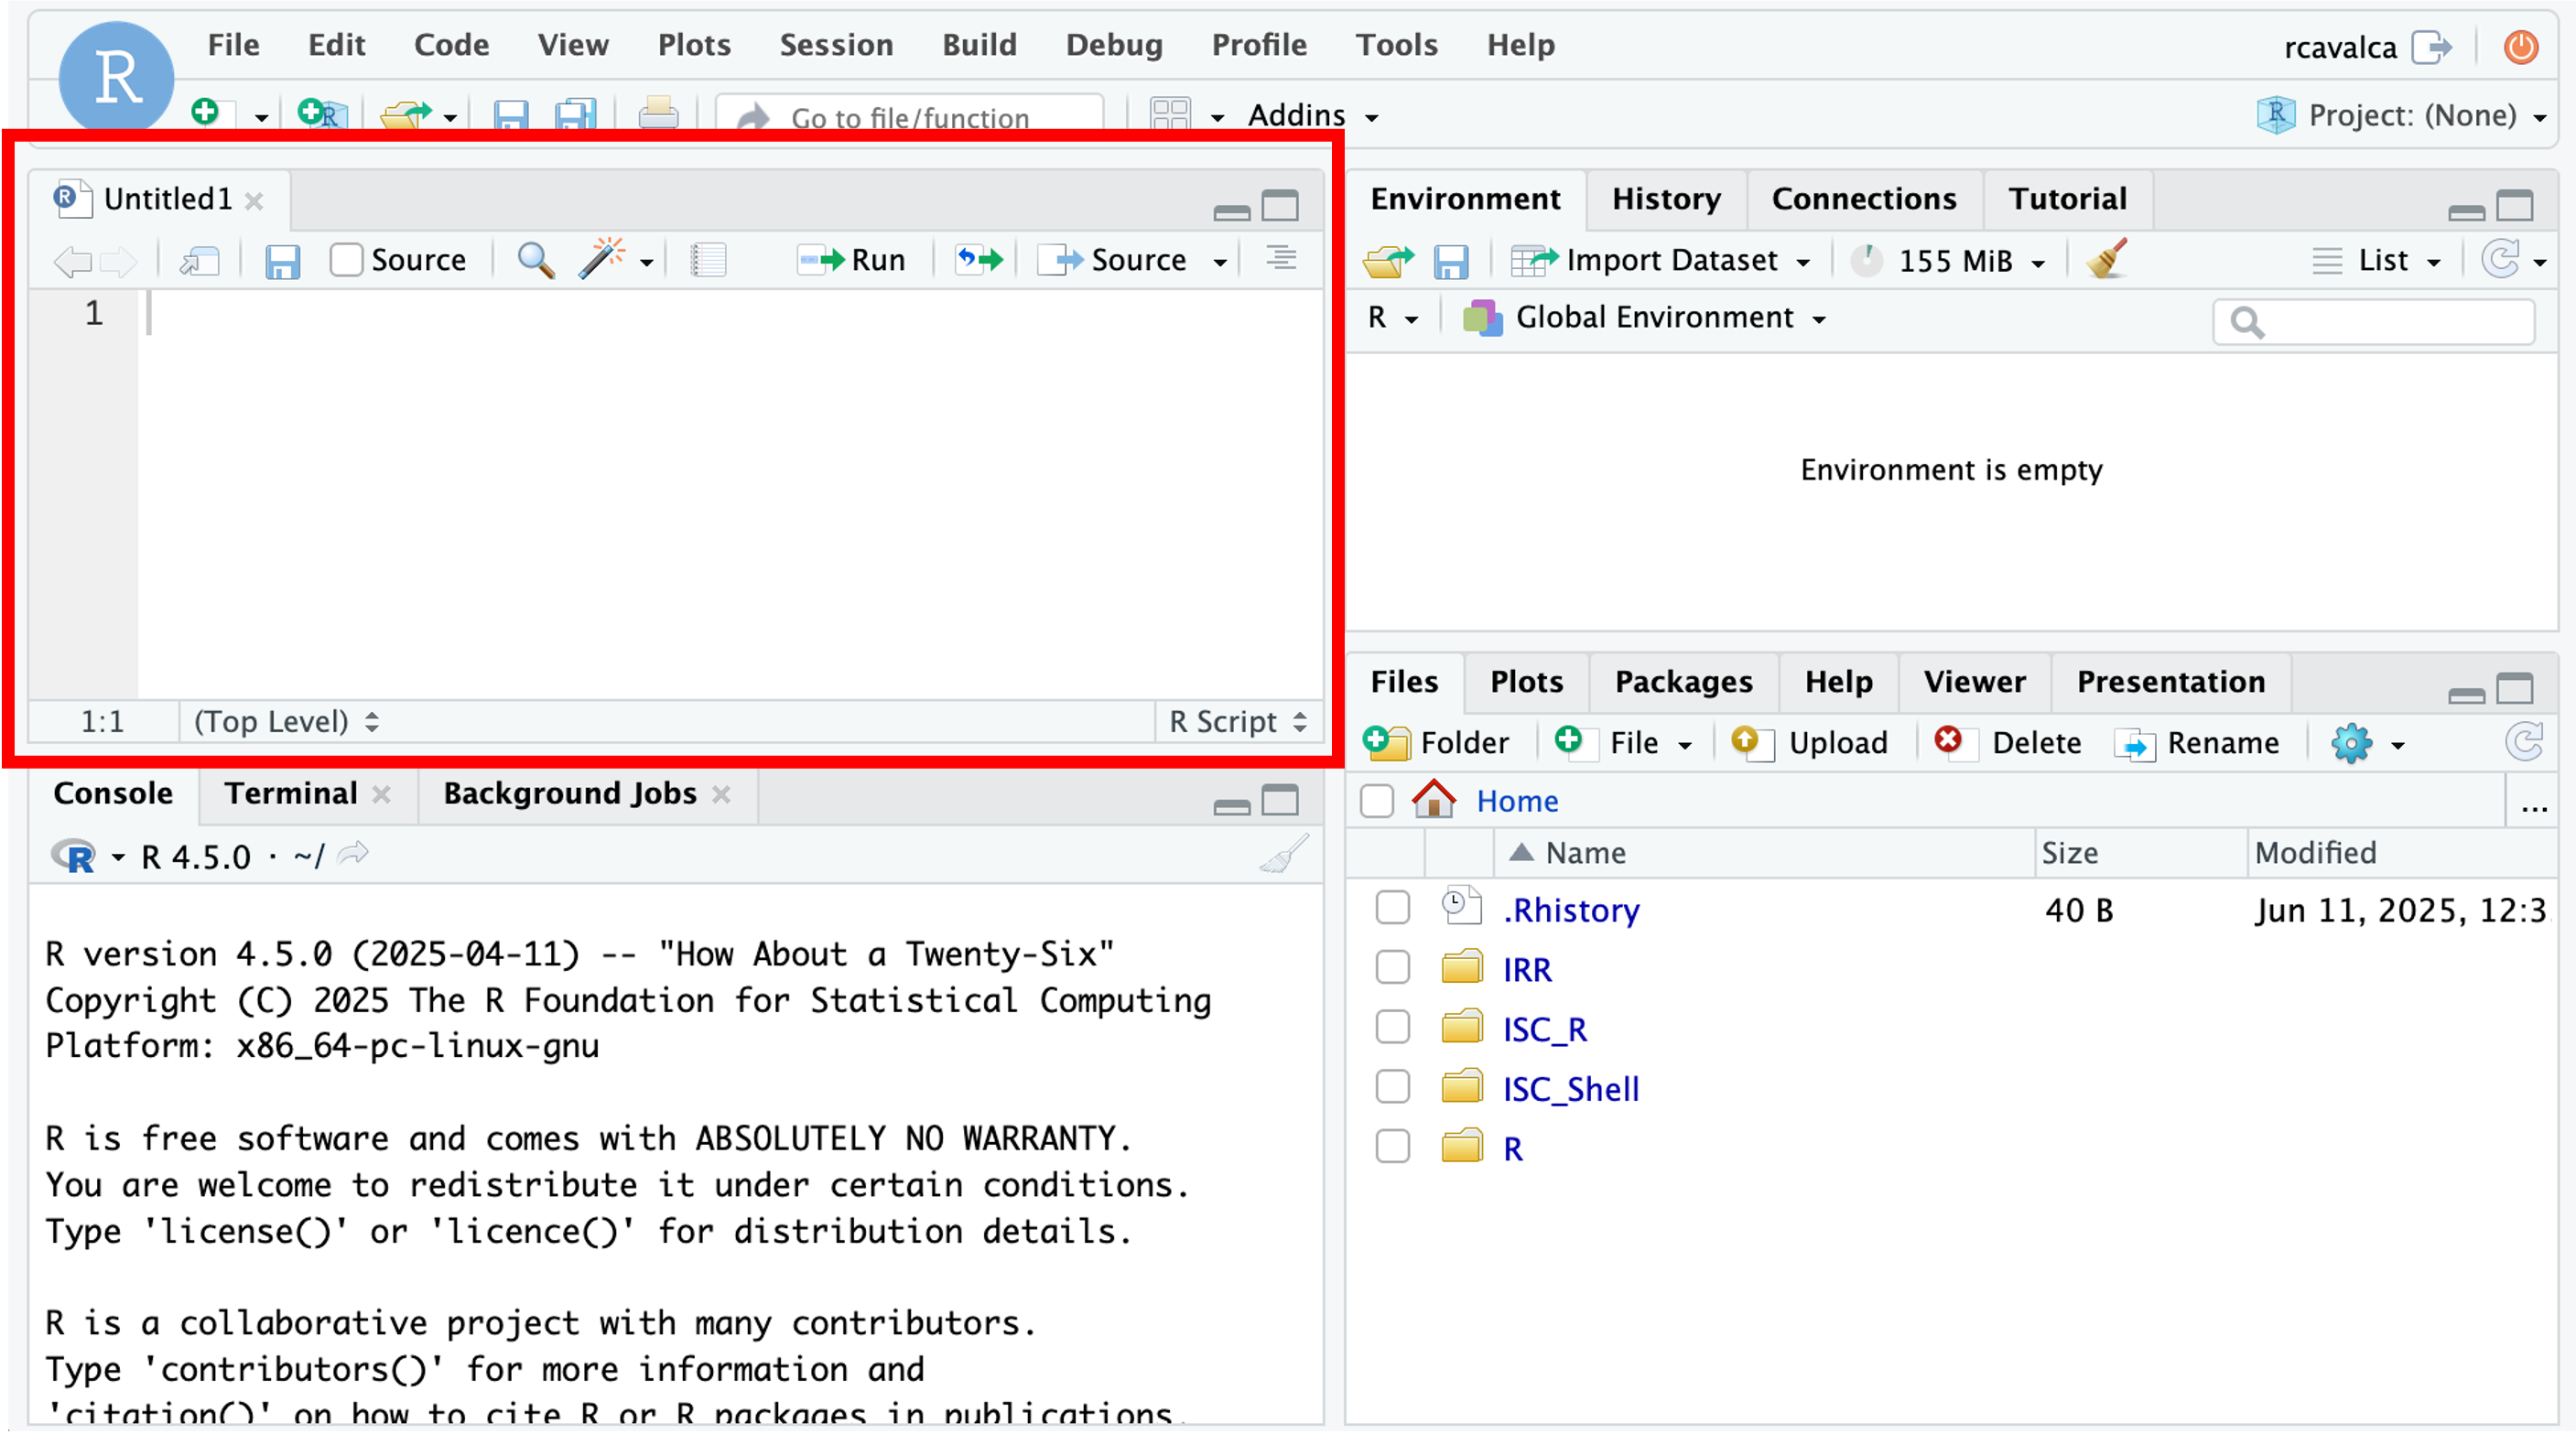 R File Edit Code View Plots Session Build Debug Profile Tools Help rcavalca
R Go to file/function Addins R Project: (None)
R Untitled1
Source Run Source
1
1:1 (Top Level) R Script
Environment History Connections Tutorial
Import Dataset 155 MiB List
R Global Environment
Environment is empty
Console Terminal Background Jobs
R R 4.5.0 · ~/
R version 4.5.0 (2025-04-11) -- "How About a Twenty-Six"
Copyright (C) 2025 The R Foundation for Statistical Computing
Platform: x86_64-pc-linux-gnu
R is free software and comes with ABSOLUTELY NO WARRANTY.
You are welcome to redistribute it under certain conditions.
Type 'license()' or 'licence()' for distribution details.
R is a collaborative project with many contributors.
Type 'contributors()' for more information and
'citation()' on how to cite R or R packages in publications.
Files Plots Packages Help Viewer Presentation
Folder File Upload Delete Rename
Home ...
Name Size Modified
.Rhistory 40 B Jun 11, 2025, 12:3
IRR
ISC_R
ISC_Shell
R